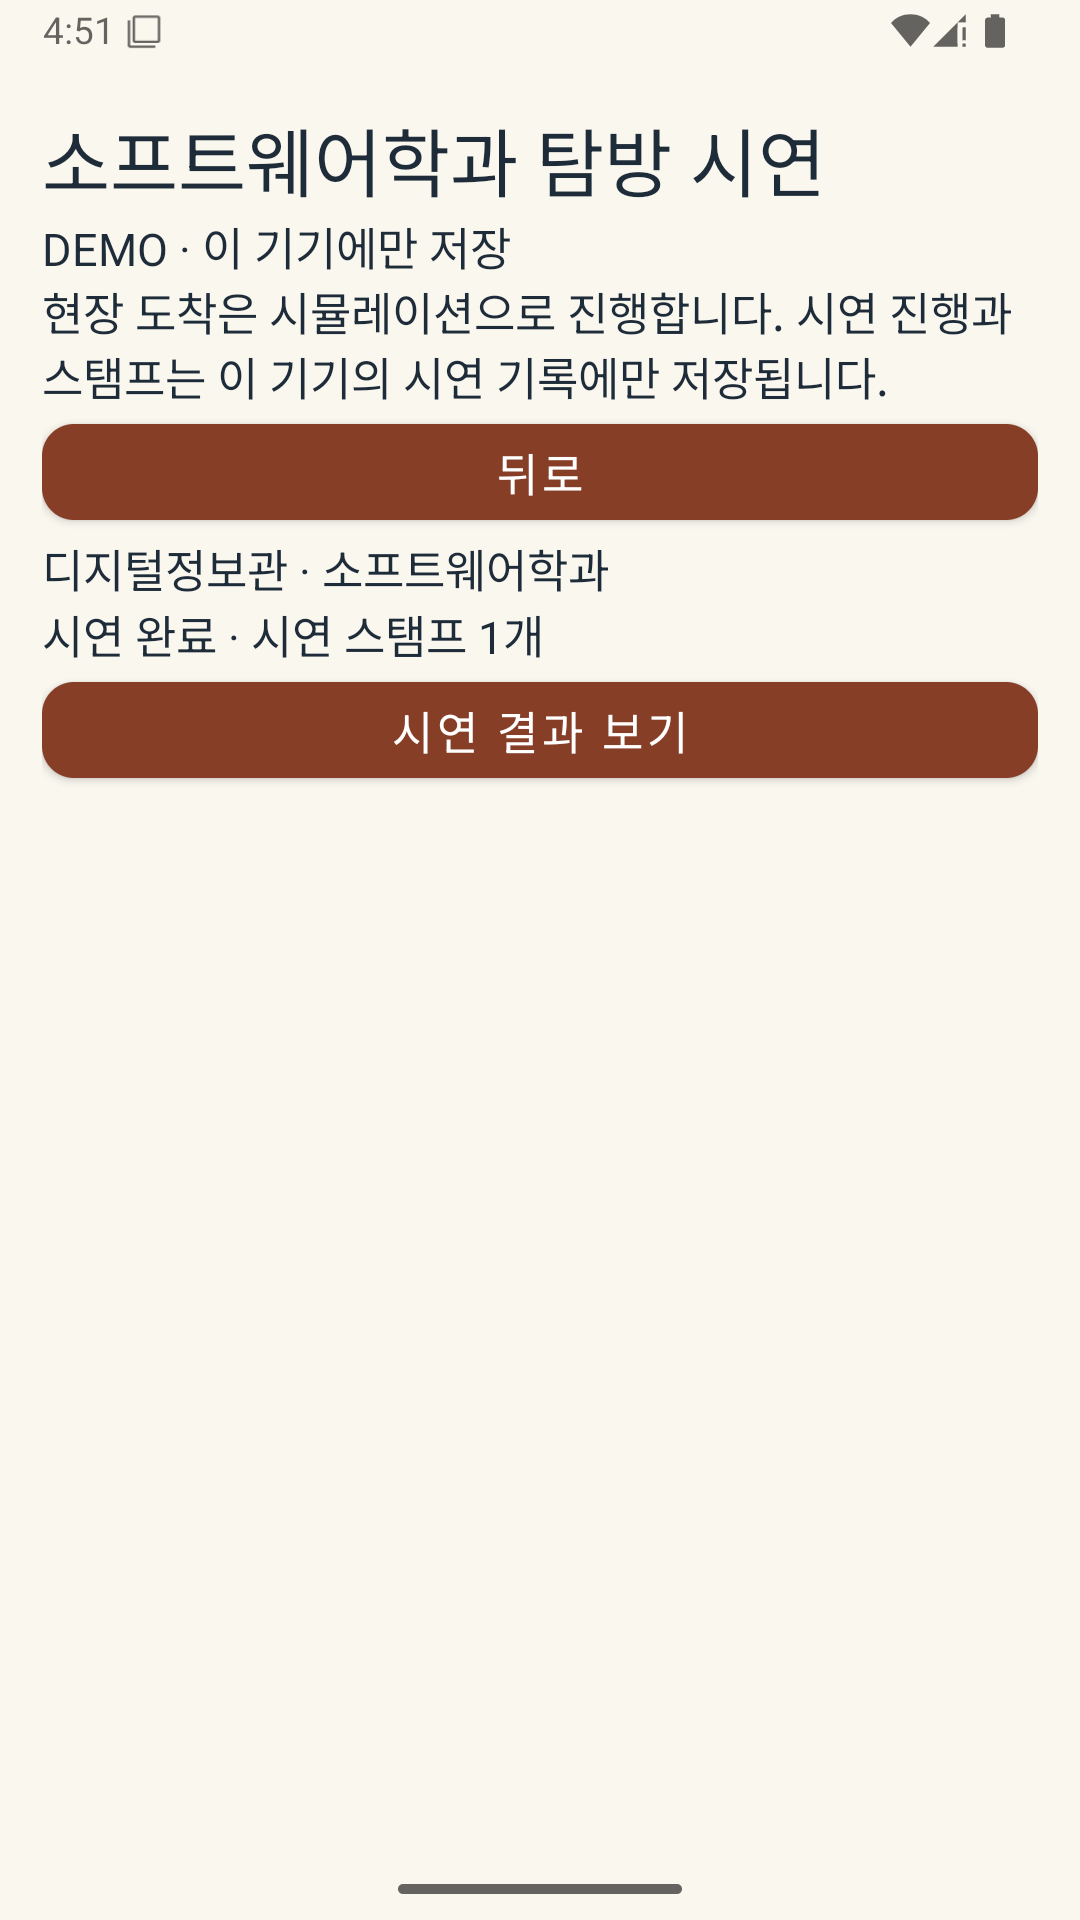 4:51
소프트웨어학과 탐방 시연
DEMO · 이 기기에만 저장
현장 도착은 시뮬레이션으로 진행합니다. 시연 진행과
스탬프는 이 기기의 시연 기록에만 저장됩니다.
뒤로
디지털정보관 · 소프트웨어학과
시연 완료 · 시연 스탬프 1개
시연 결과 보기